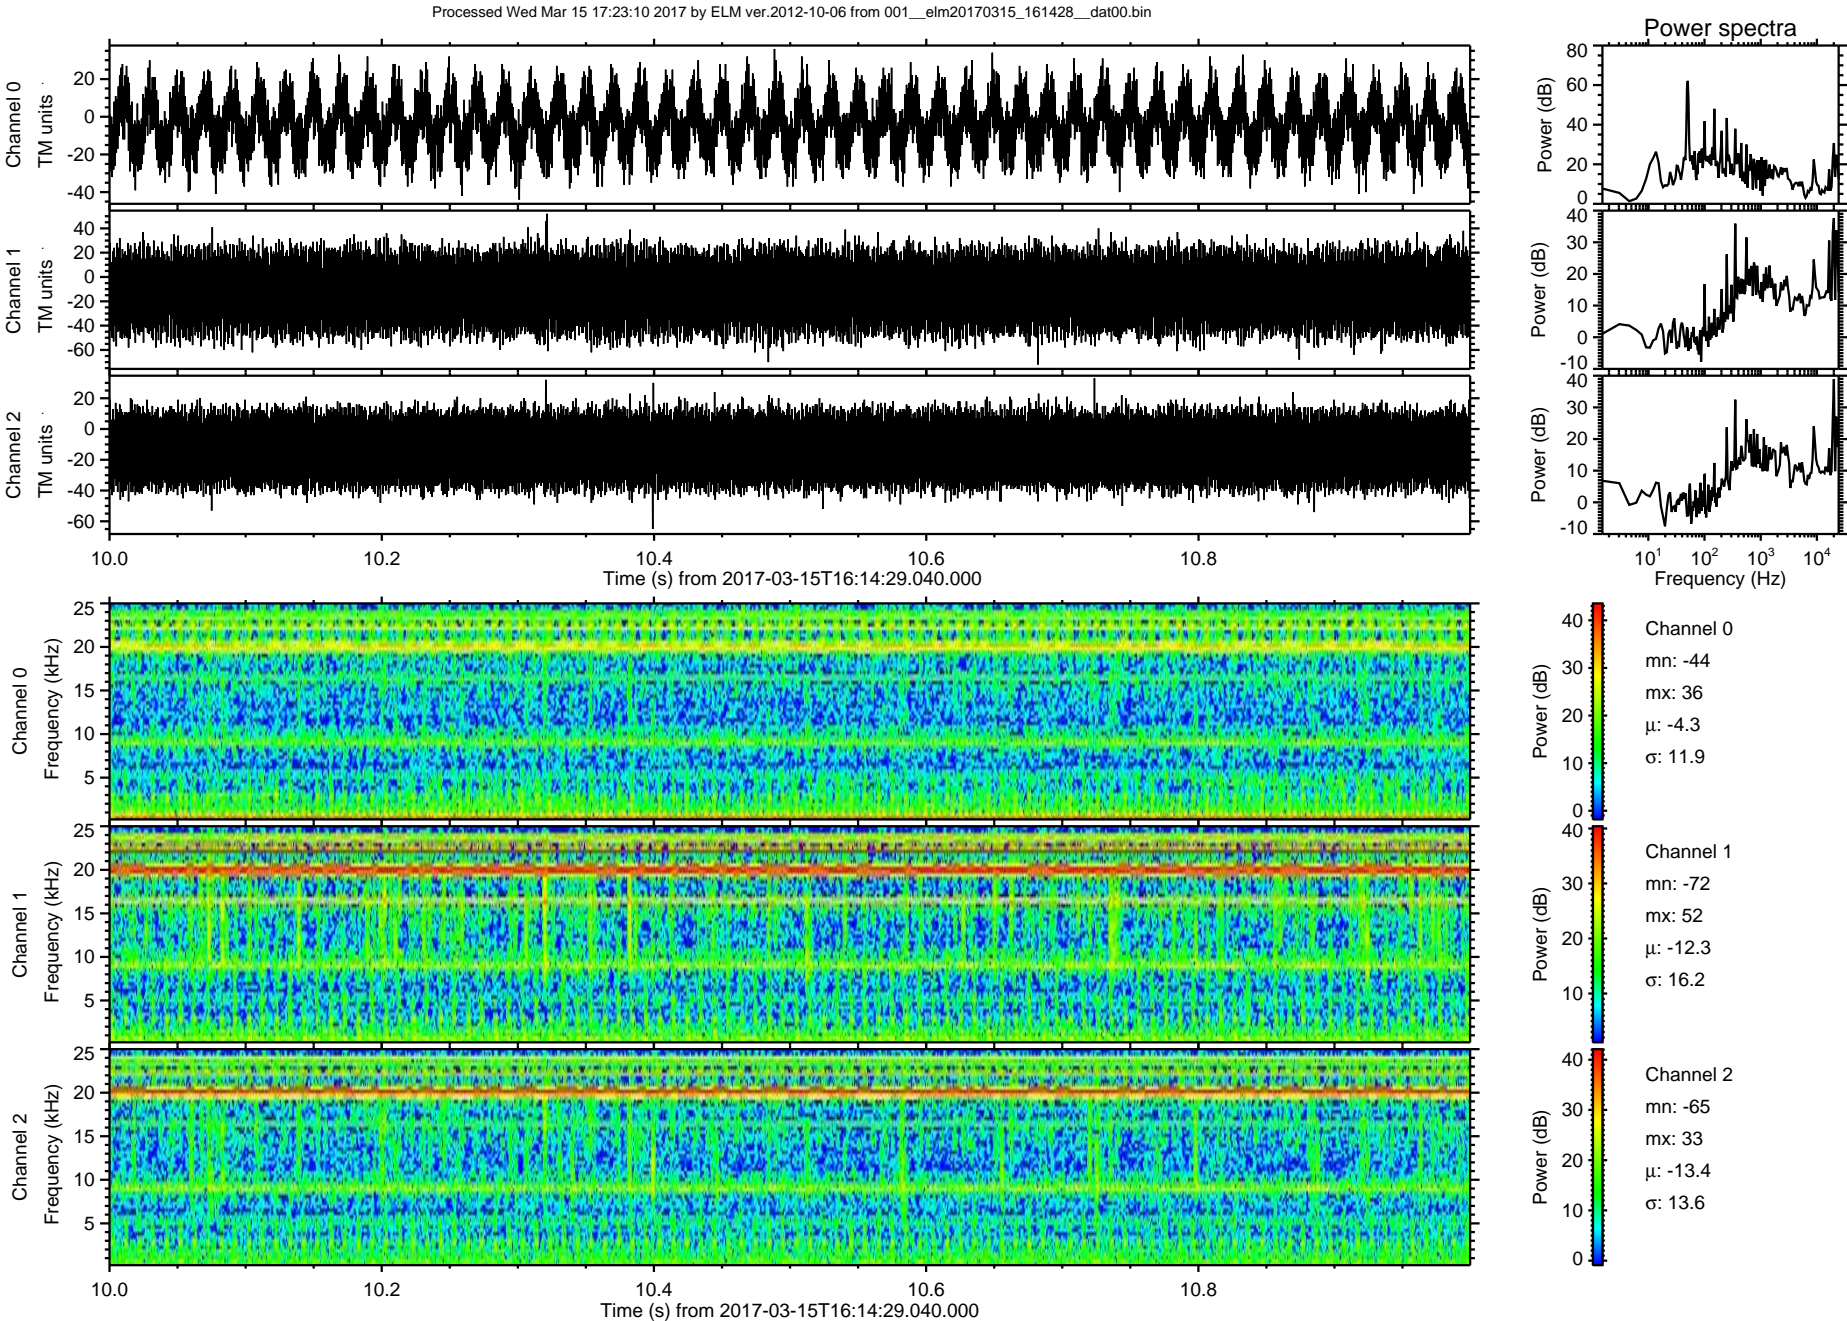 Processed Wed Mar 15 17:23:10 2017 by ELM ver.2012-10-06 from 001__elm20170315_161428__dat00.bin
Power spectra
Channel 0
TM units
20
0
-20
-40
Power (dB)
80
60
40
20
0
Channel 1
TM units
40
20
0
-20
-40
-60
Power (dB)
40
30
20
10
0
-10
Channel 2
TM units
20
0
-20
-40
-60
Power (dB)
40
30
20
10
0
-10
10.0 10.2 10.4 10.6 10.8
Time (s) from 2017-03-15T16:14:29.040.000
10^1 10^2 10^3 10^4
Frequency (Hz)
Channel 0
Frequency (kHz)
25
20
15
10
5
Power (dB)
40
30
20
10
0
Channel 0
mn: -44
mx: 36
μ: -4.3
σ: 11.9
Channel 1
Frequency (kHz)
25
20
15
10
5
Power (dB)
40
30
20
10
Channel 1
mn: -72
mx: 52
μ: -12.3
σ: 16.2
Channel 2
Frequency (kHz)
25
20
15
10
5
Power (dB)
40
30
20
10
0
Channel 2
mn: -65
mx: 33
μ: -13.4
σ: 13.6
10.0 10.2 10.4 10.6 10.8
Time (s) from 2017-03-15T16:14:29.040.000